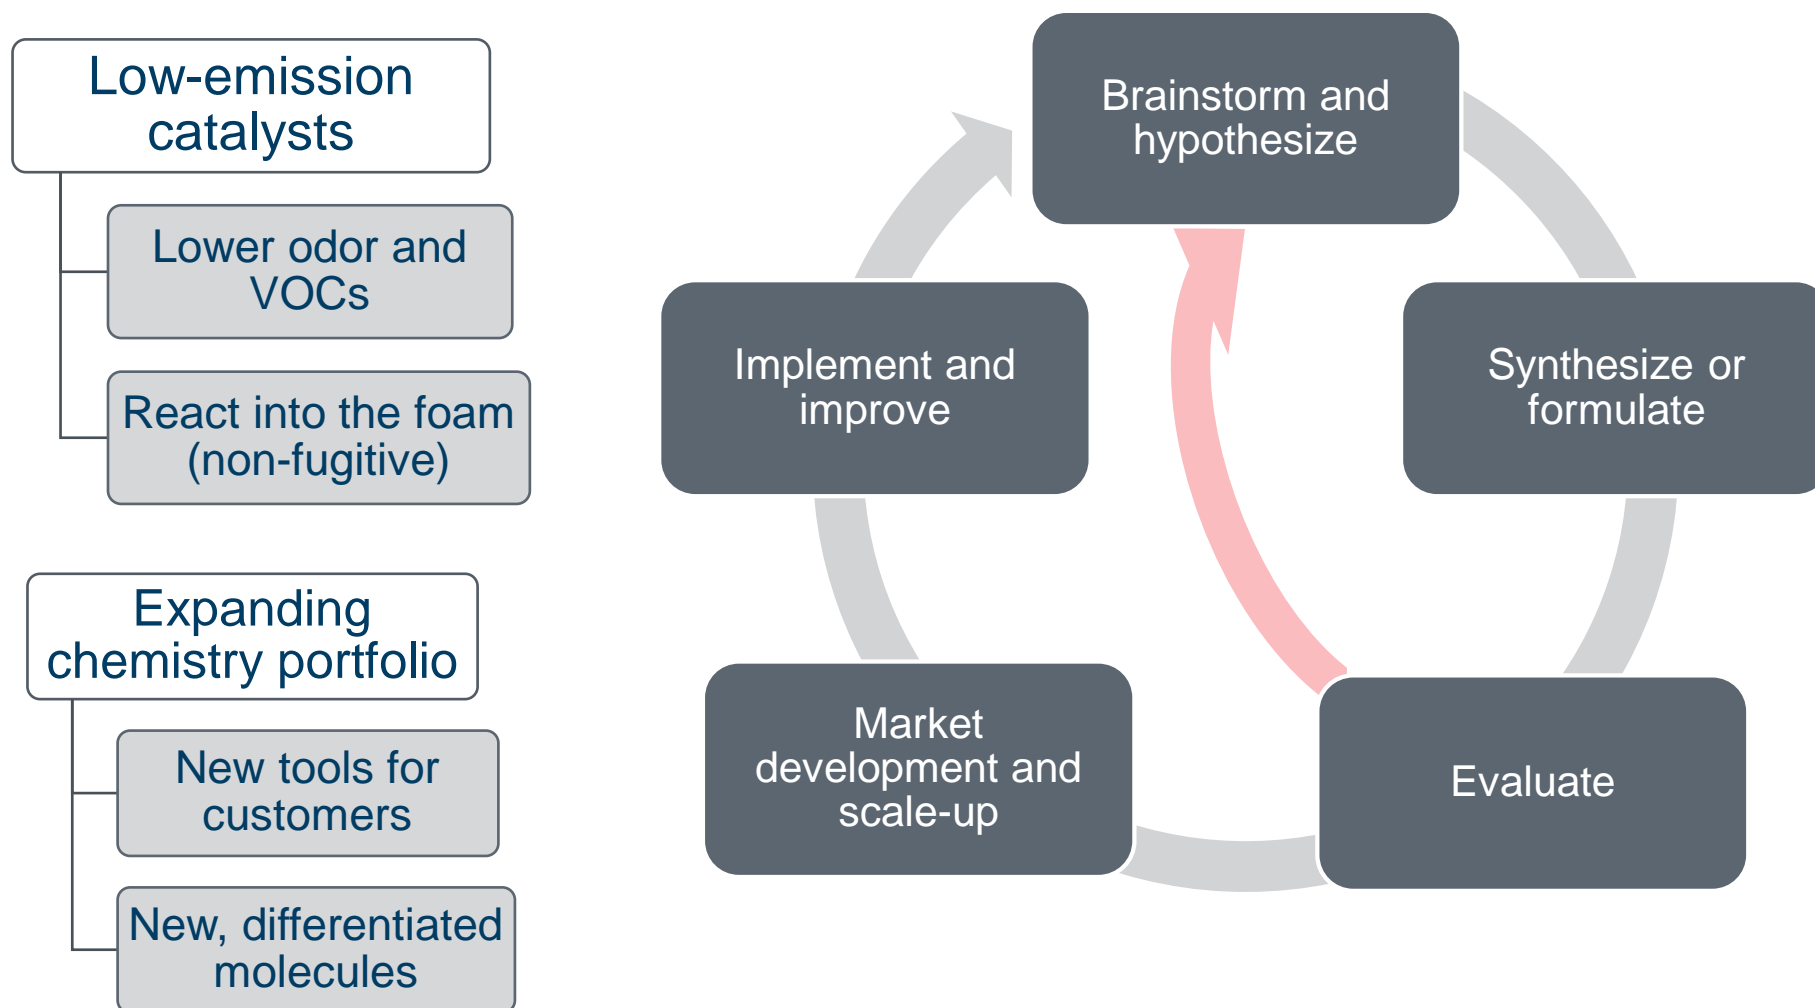 Low-emission
catalysts
Lower odor and
VOCs
React into the foam
(non-fugitive)
Expanding
chemistry portfolio
New tools for
customers
New, differentiated
molecules
Brainstorm and
hypothesize
Synthesize or
formulate
Evaluate
Market
development and
scale-up
Implement and
improve